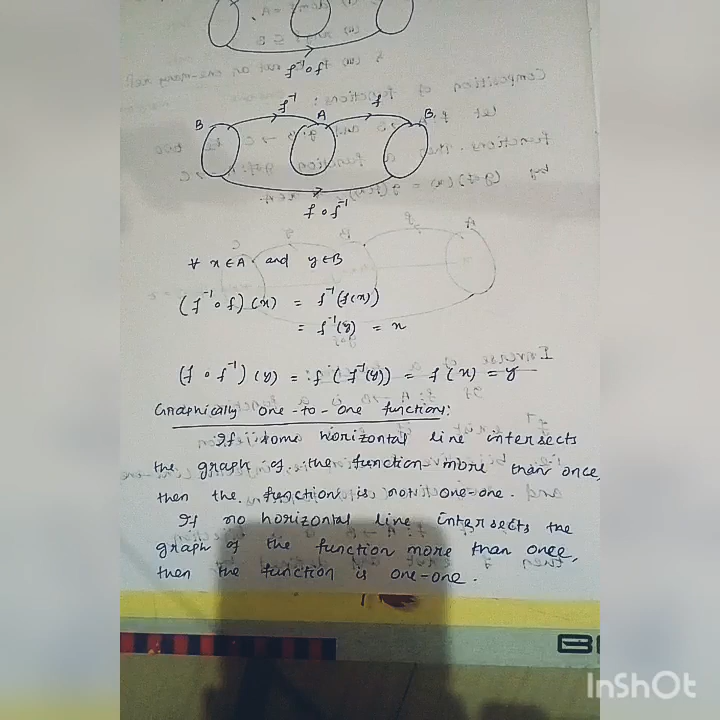 f⁻¹∘f
f⁻¹ f
B A B
f∘f⁻¹
∀ x∈A and y∈B
(f⁻¹∘f)(x) = f⁻¹(f(x))
= f⁻¹(y) = x
(f∘f⁻¹)(y) = f(f⁻¹(y)) = f(x) = y
Graphically one-to-one function:
If some horizontal line intersects
the graph of the function more than once,
then the function is not one-one.
If no horizontal line intersects the
graph of the function more than once,
then the function is one-one.
InShOt